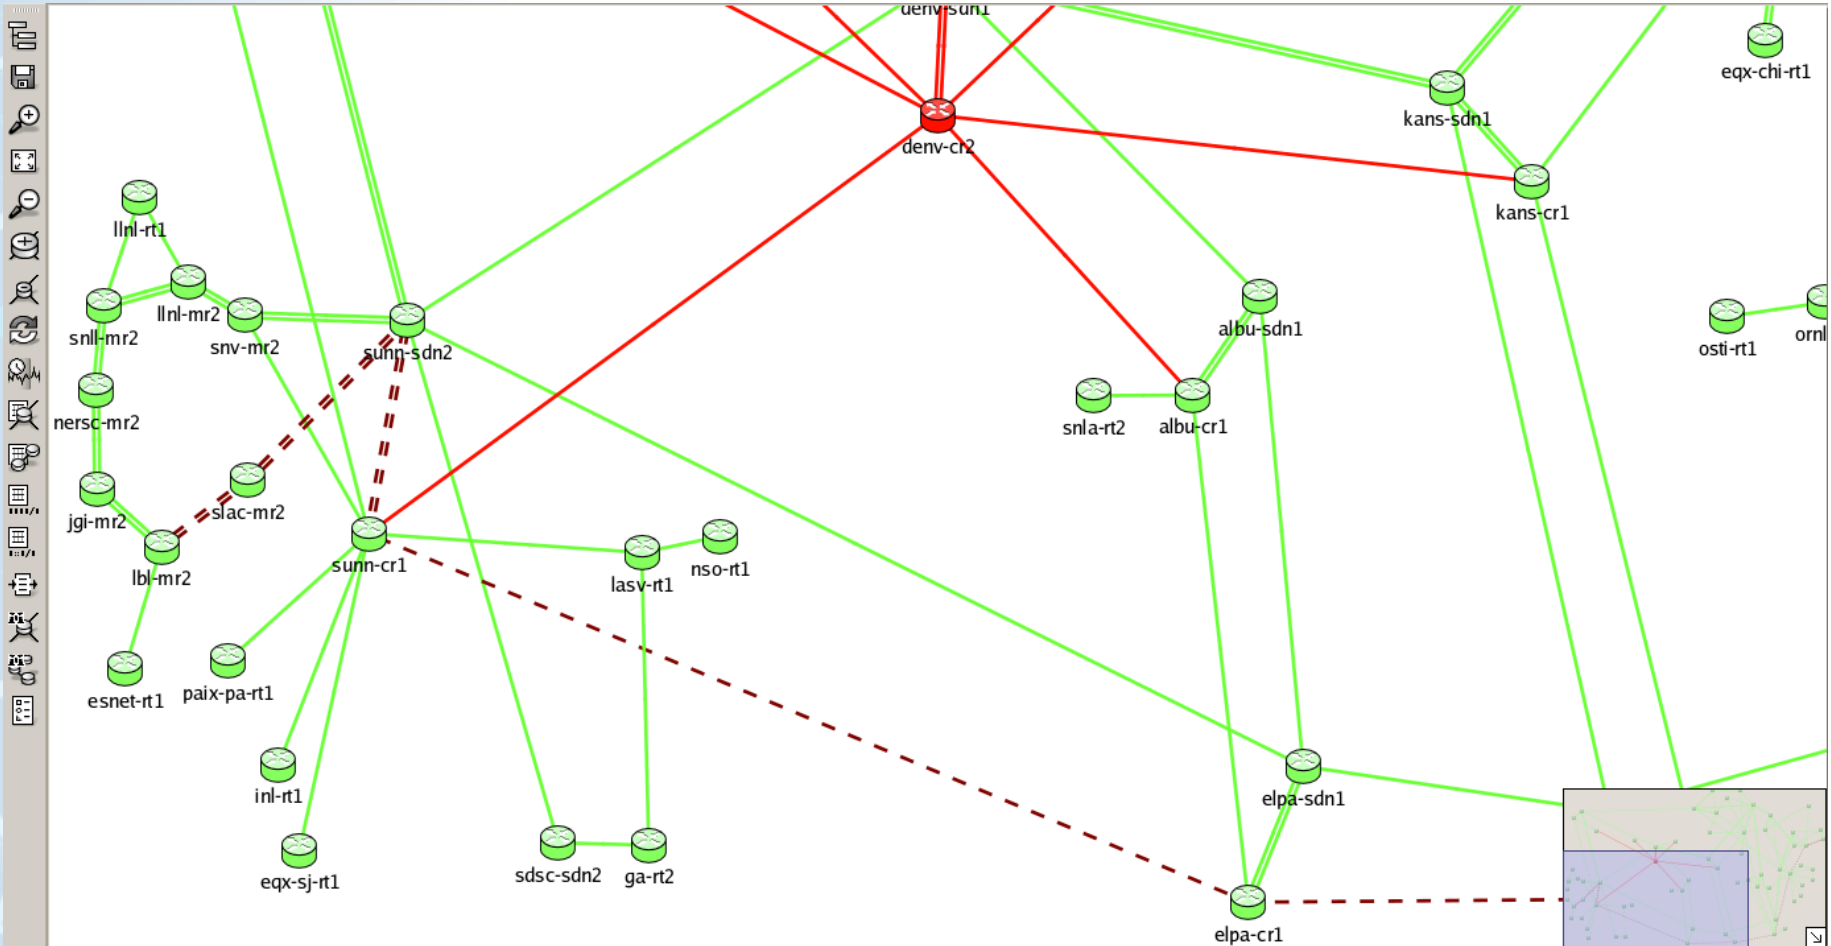 denv-sdn1
eqx-chi-rt1
kans-sdn1
denv-cr2
kans-cr1
llnl-rt1
llnl-mr2
snll-mr2
snv-mr2
sunn-sdn2
albu-sdn1
osti-rt1
ornl
nersc-mr2
snla-rt2
albu-cr1
slac-mr2
jgi-mr2
sunn-cr1
lbl-mr2
lasv-rt1
nso-rt1
esnet-rt1
paix-pa-rt1
inl-rt1
elpa-sdn1
eqx-sj-rt1
sdsc-sdn2
ga-rt2
elpa-cr1